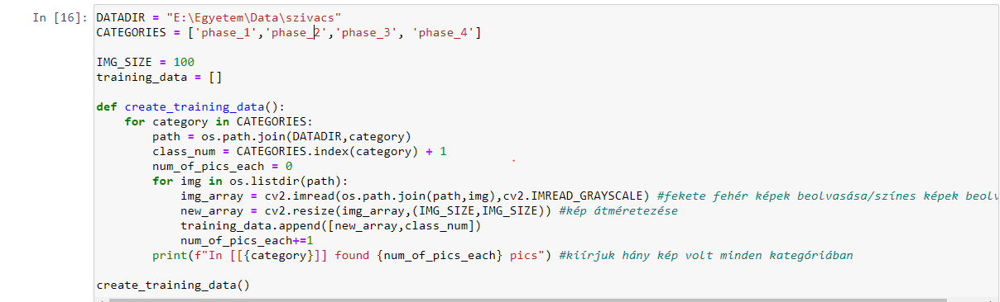 In [16]: DATADIR = "E:\Egyetem\Data\szivacs"
CATEGORIES = ['phase_1','phase_2','phase_3', 'phase_4']
IMG_SIZE = 100
training_data = []
def create_training_data():
for category in CATEGORIES:
path = os.path.join(DATADIR,category)
class_num = CATEGORIES.index(category) + 1
num_of_pics_each = 0
for img in os.listdir(path):
img_array = cv2.imread(os.path.join(path,img),cv2.IMREAD_GRAYSCALE) #fekete fehér képek beolvasása/színes képek beolv
new_array = cv2.resize(img_array,(IMG_SIZE,IMG_SIZE)) #kép átméretezése
training_data.append([new_array,class_num])
num_of_pics_each+=1
print(f"In [[{category}]] found {num_of_pics_each} pics") #kiírjuk hány kép volt minden kategóriában
create_training_data()